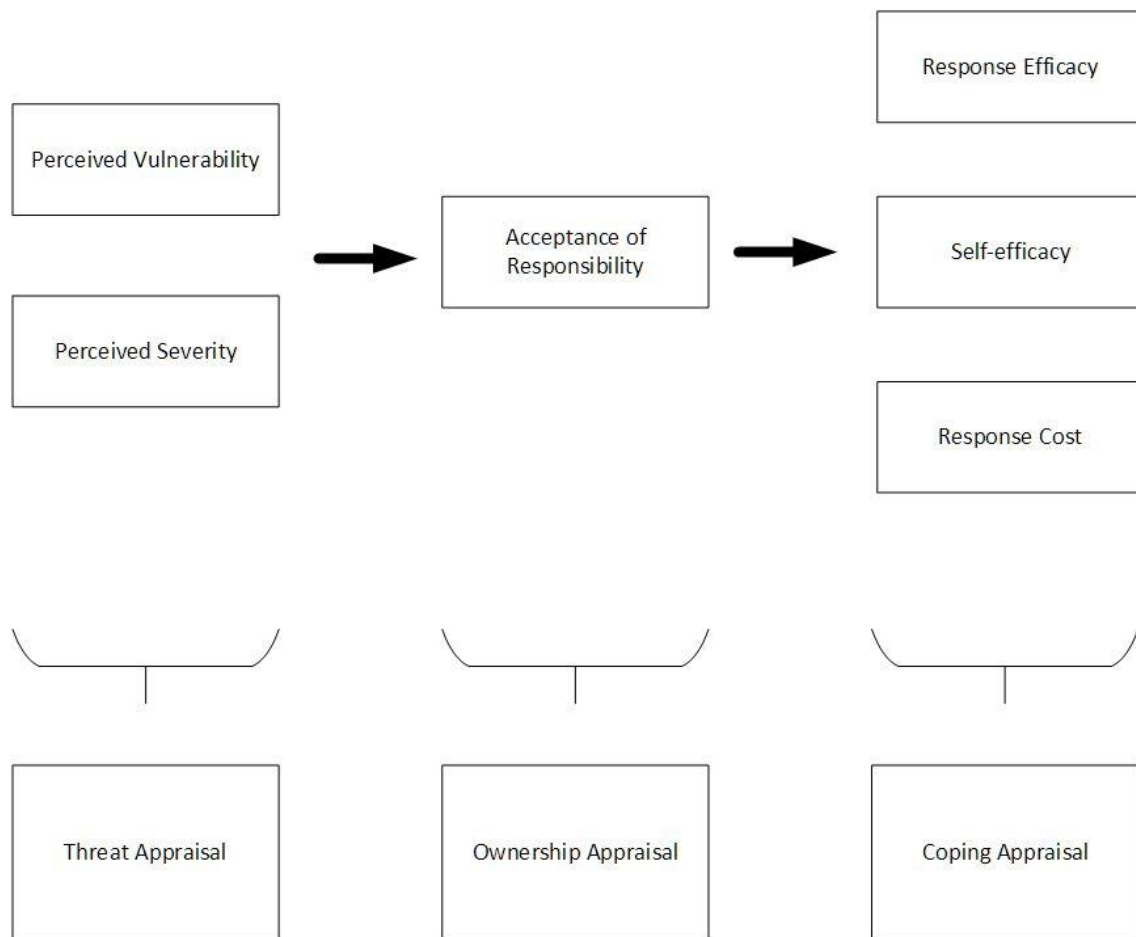 Response Efficacy
Perceived Vulnerability
Acceptance of
Responsibility
Self-efficacy
Perceived Severity
Response Cost
Threat Appraisal
Ownership Appraisal
Coping Appraisal